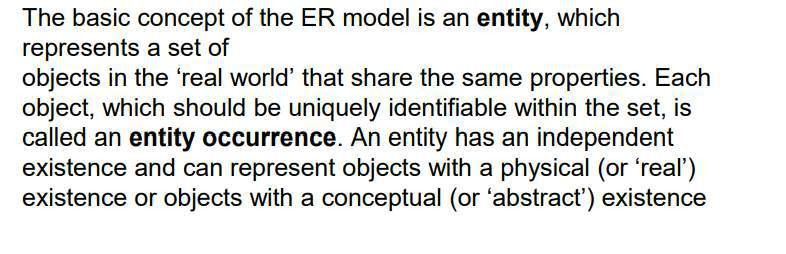 The basic concept of the ER model is an entity, which
represents a set of
objects in the ‘real world’ that share the same properties. Each
object, which should be uniquely identifiable within the set, is
called an entity occurrence. An entity has an independent
existence and can represent objects with a physical (or ‘real’)
existence or objects with a conceptual (or ‘abstract’) existence